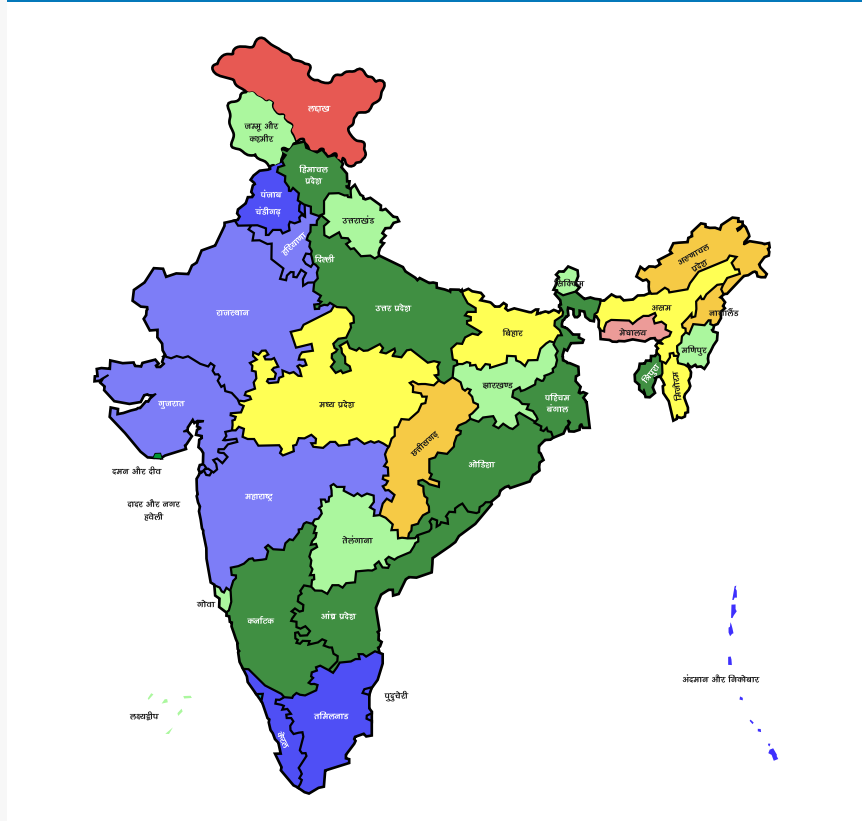 लद्दाख
जम्मू और
कश्मीर
हिमाचल
प्रदेश
पंजाब
चंडीगढ़
उत्तराखंड
हरियाणा
दिल्ली
अरुणाचल
प्रदेश
सिक्किम
राजस्थान
उत्तर प्रदेश
असम
नागालैंड
बिहार
मेघालय
मणिपुर
त्रिपुरा
मिजोरम
झारखण्ड
पश्चिम
बंगाल
गुजरात
मध्य प्रदेश
छत्तीसगढ़
ओडिशा
दमन और दीव
दादर और नगर
हवेली
महाराष्ट्र
तेलंगाना
गोवा
कर्नाटक
आंध्र प्रदेश
अंदमान और निकोबार
पुदुचेरी
लक्षद्वीप
तमिलनाड
केरल